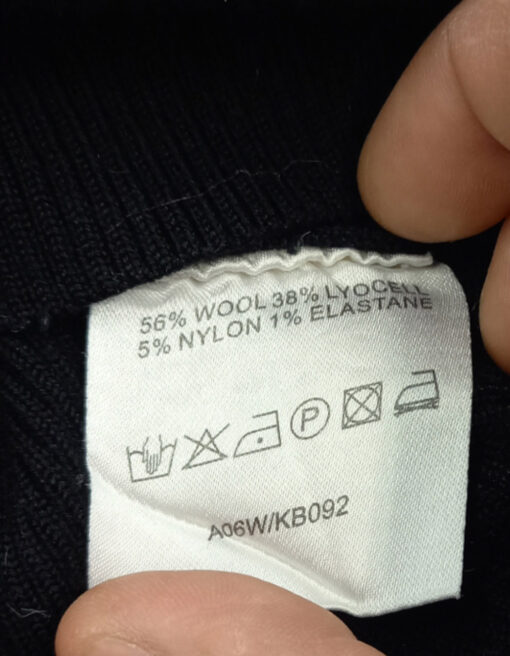 56% WOOL 38% LYOCELL
5% NYLON 1% ELASTANE
P
A06W/KB092